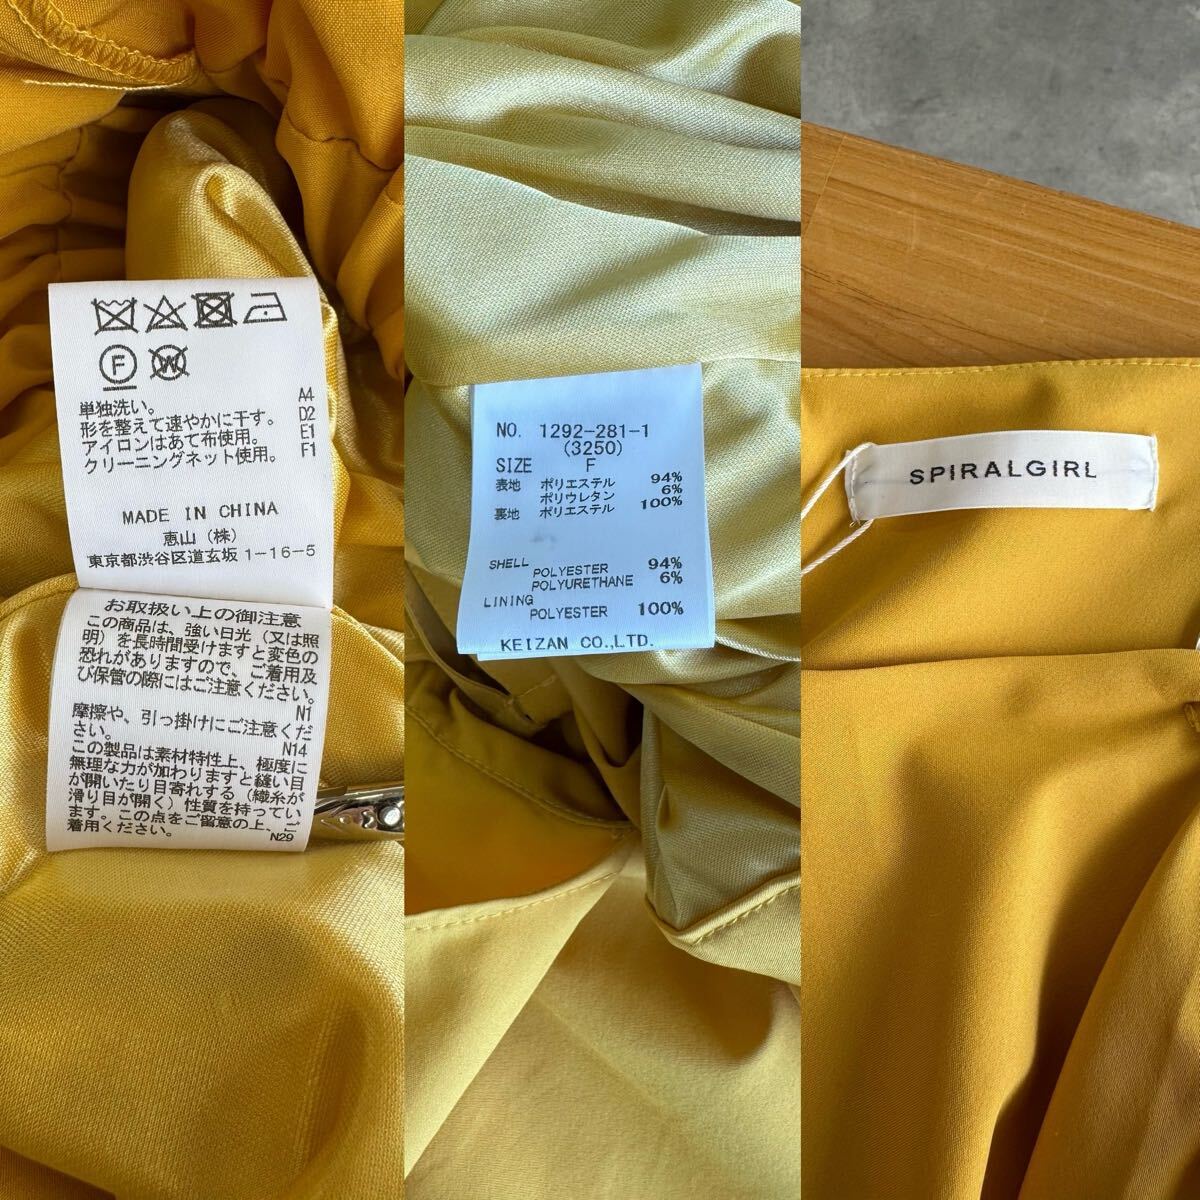 F
W
単独洗い。
A4
形を整えて速やかに干す。
D2
アイロンはあて布使用。
E1
クリーニングネット使用。
F1
MADE IN CHINA
恵山（株）
東京都渋谷区道玄坂 1-16-5
お取扱い上の御注意
この商品は、強い日光（又は照
明）を長時間受けますと変色の
恐れがありますので、ご着用及
び保管の際にはご注意ください。
N1
摩擦や、引っ掛けにご注意くだ
さい。
N14
この製品は素材特性上、極度に
無理な力が加わりますと縫い目
が開いたり目寄れする（織糸が
滑り目が開く）性質を持ってい
ます。この点をご留意の上、ご
着用ください。
N29
NO. 1292-281-1
(3250)
SIZE F
表地 ポリエステル 94%
ポリウレタン 6%
裏地 ポリエステル 100%
SHELL
POLYESTER 94%
POLYURETHANE 6%
LINING
POLYESTER 100%
KEIZAN CO.,LTD.
SPIRALGIRL